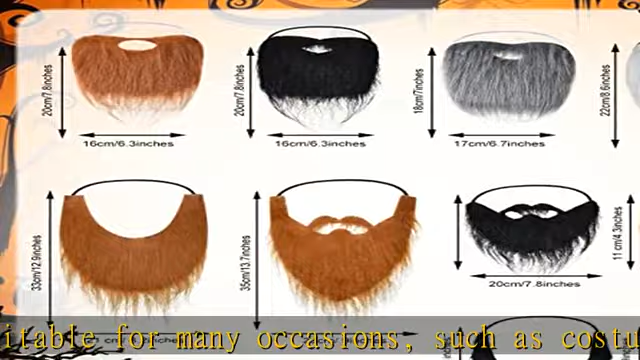 20cm/7.8inches
16cm/6.3inches
20cm/7.8inches
16cm/6.3inches
18cm/7inches
17cm/6.7inches
22cm/8.6inches
33cm/12.9inches
35cm/13.7inches
20cm/7.8inches
11 cm/4.3inches
itable for many occasions, such as costu